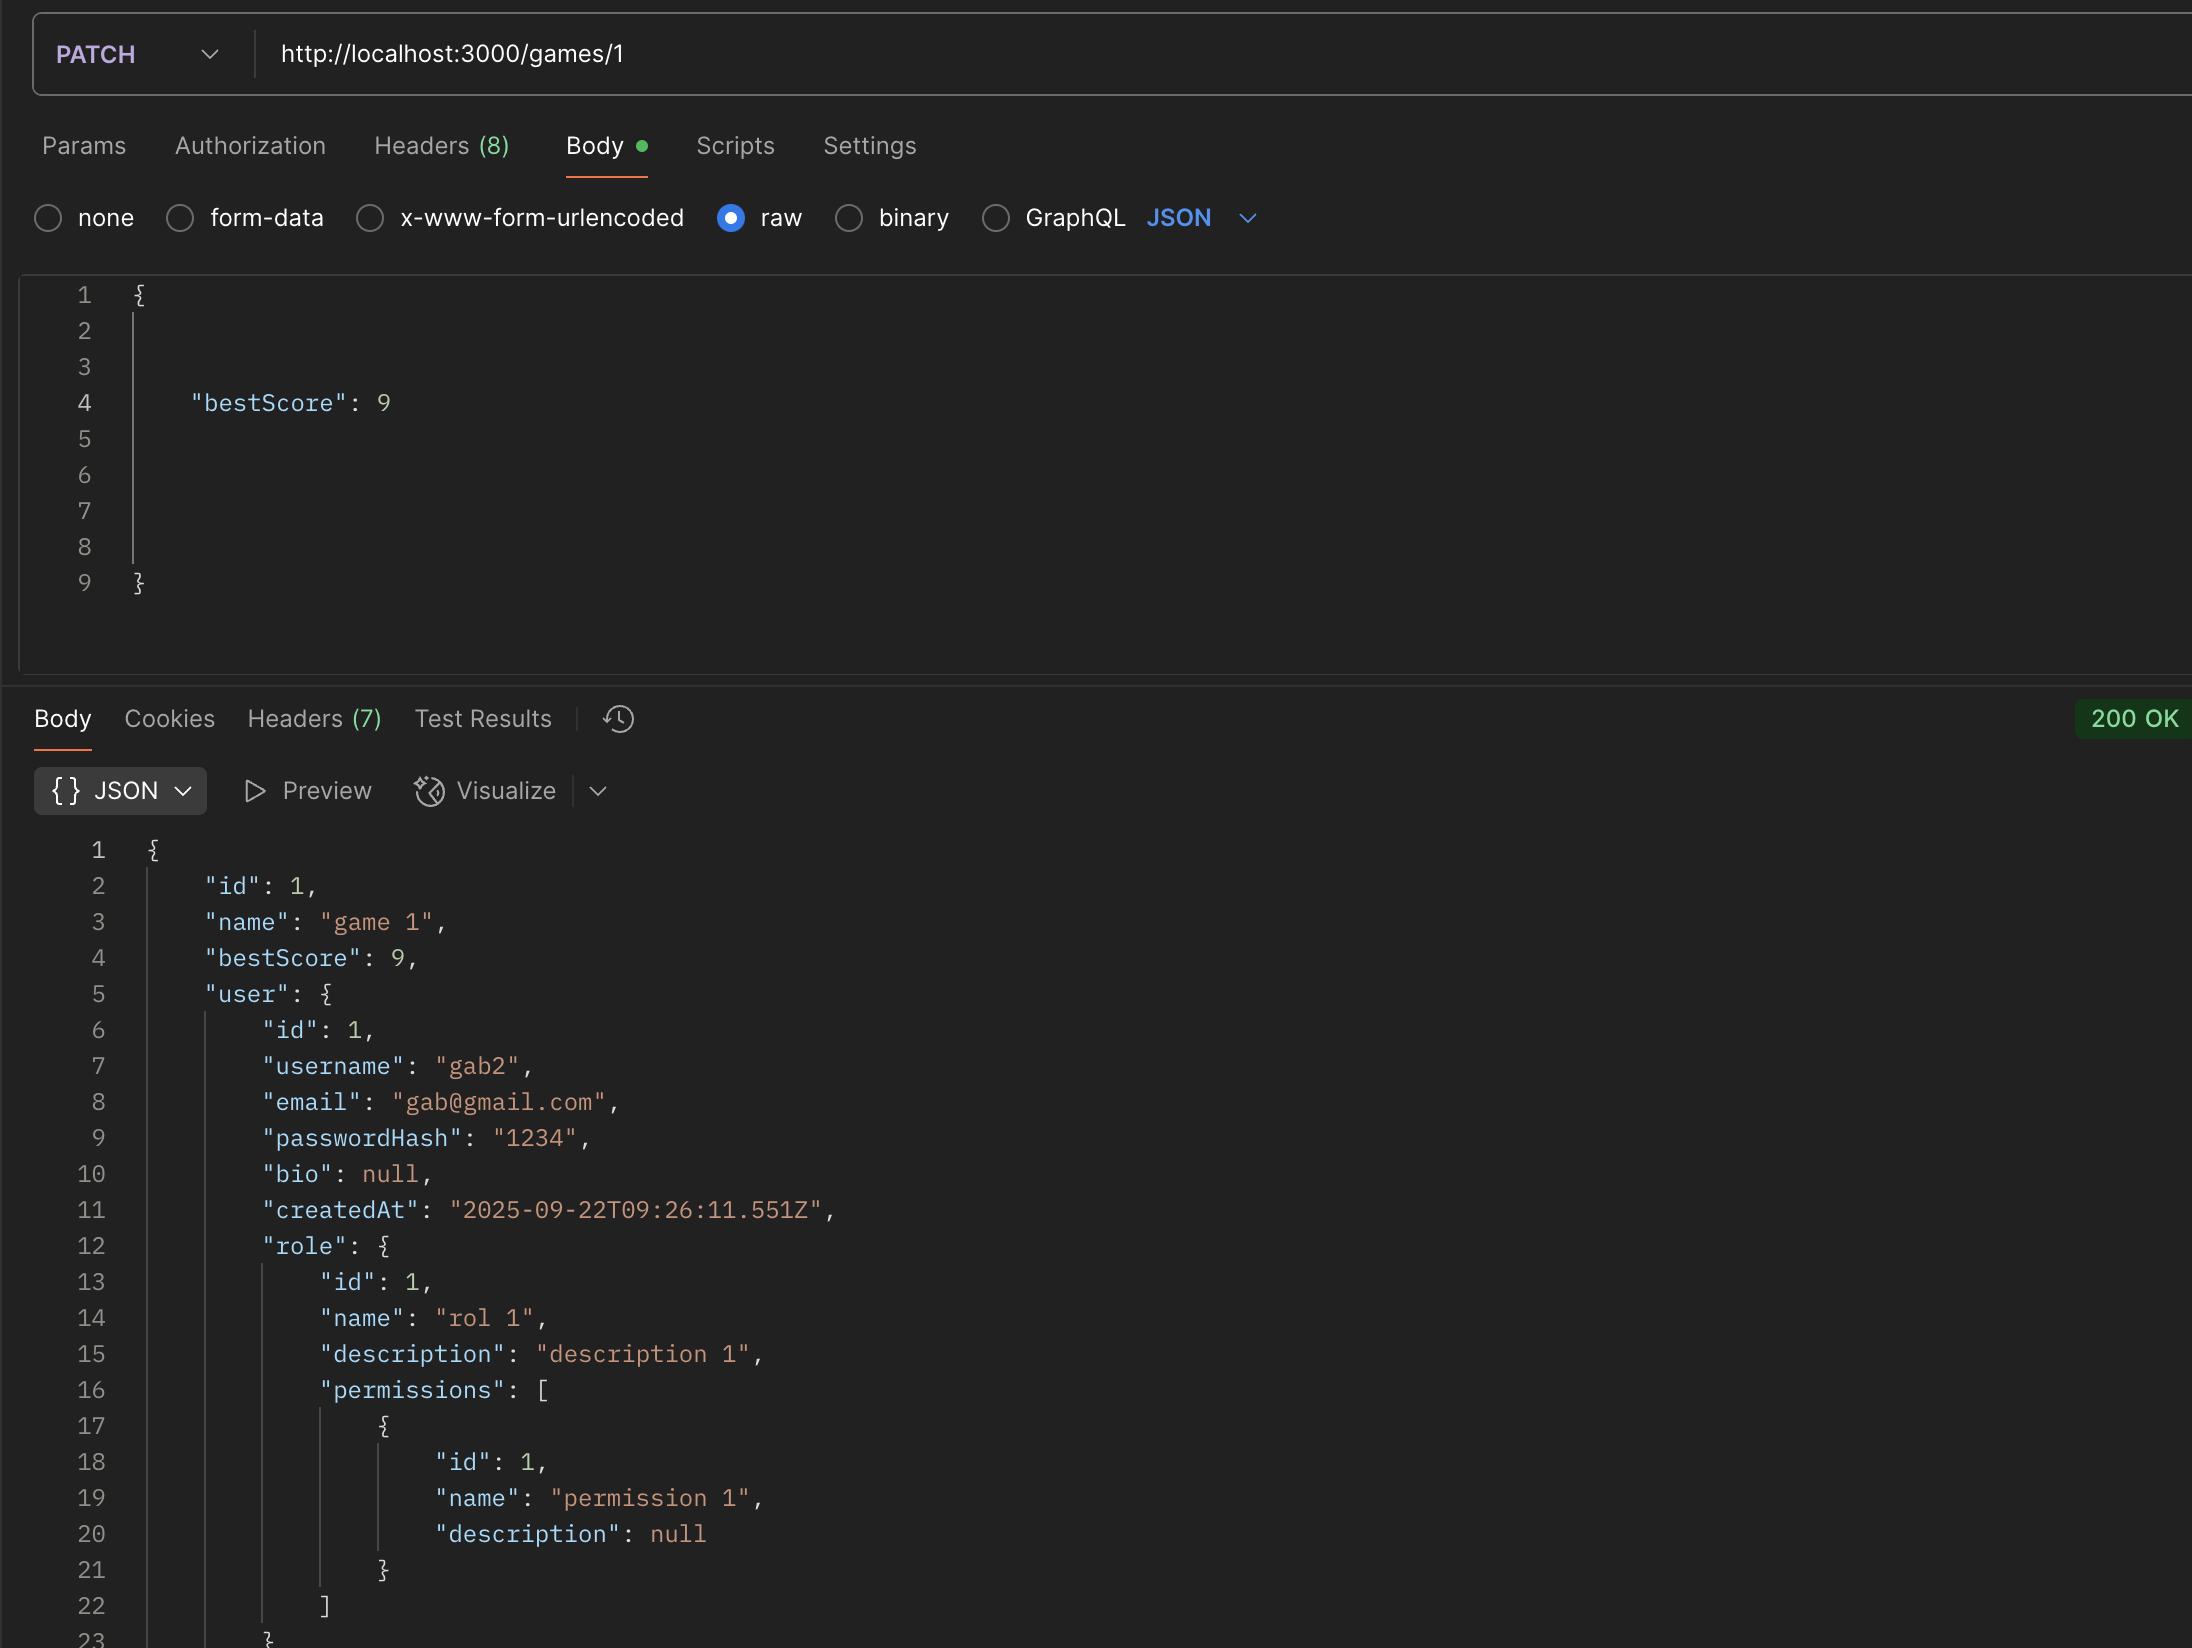 PATCH http://localhost:3000/games/1
Params Authorization Headers (8) Body Scripts Settings
none form-data x-www-form-urlencoded raw binary GraphQL JSON
1 {
2
3
4 "bestScore": 9
5
6
7
8
9 }
Body Cookies Headers (7) Test Results 200 OK
{} JSON Preview Visualize
1 {
2 "id": 1,
3 "name": "game 1",
4 "bestScore": 9,
5 "user": {
6 "id": 1,
7 "username": "gab2",
8 "email": "gab@gmail.com",
9 "passwordHash": "1234",
10 "bio": null,
11 "createdAt": "2025-09-22T09:26:11.551Z",
12 "role": {
13 "id": 1,
14 "name": "rol 1",
15 "description": "description 1",
16 "permissions": [
17 {
18 "id": 1,
19 "name": "permission 1",
20 "description": null
21 }
22 ]
23 }